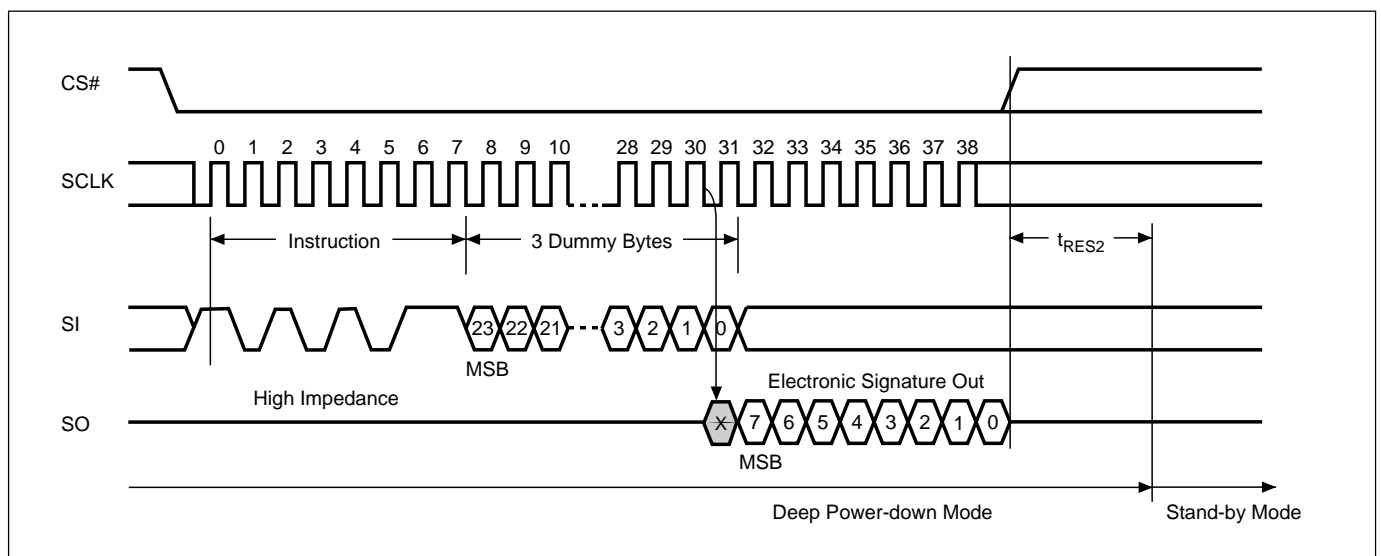 CS#
0 1 2 3 4 5 6 7 8 9 10 28 29 30 31 32 33 34 35 36 37 38
SCLK
Instruction 3 Dummy Bytes tRES2
SI
23 22 21 3 2 1 0
MSB
High Impedance
Electronic Signature Out
SO
X 7 6 5 4 3 2 1 0
MSB
Deep Power-down Mode Stand-by Mode